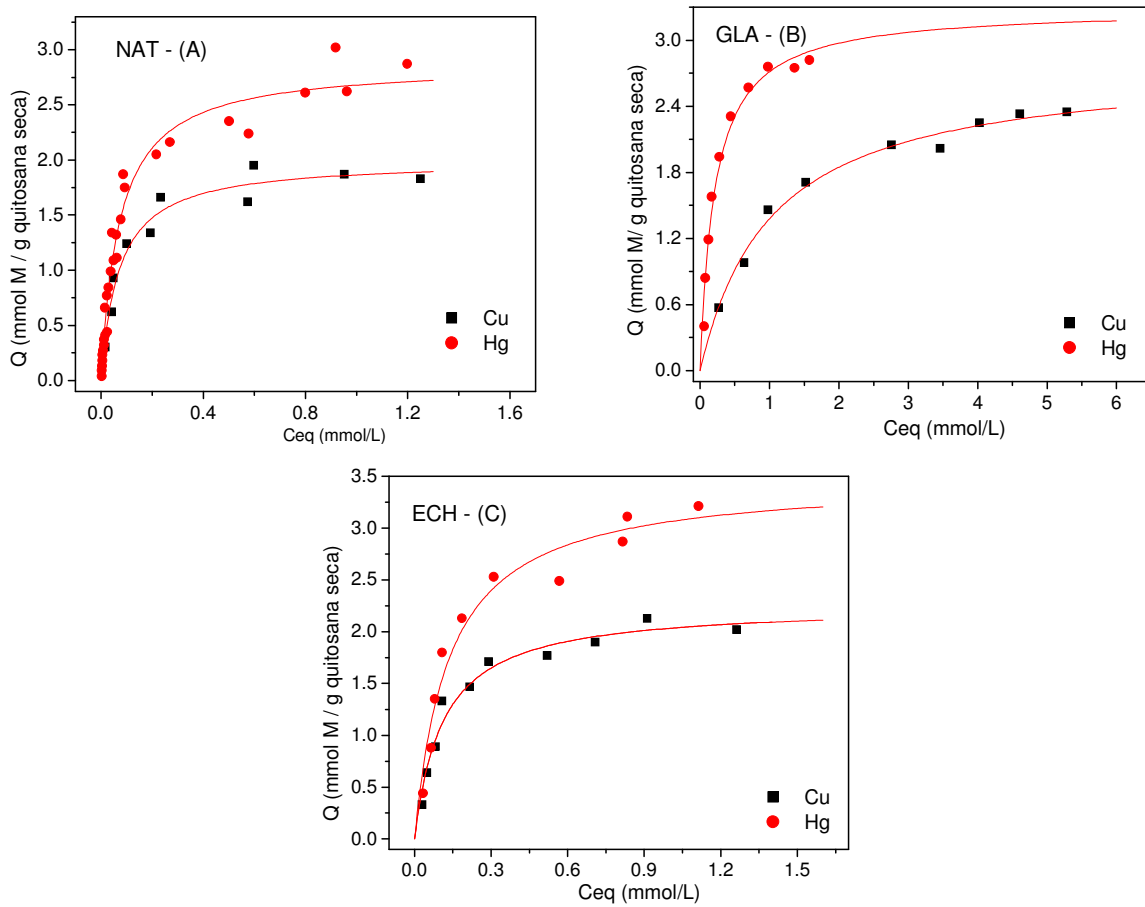 NAT - (A)
Q (mmol M / g quitosana seca)
3.0
2.5
2.0
1.5
1.0
0.5
0.0
Cu
Hg
0.0 0.4 0.8 1.2 1.6
Ceq (mmol/L)
GLA - (B)
Q (mmol M/ g quitosana seca)
3.0
2.4
1.8
1.2
0.6
0.0
Cu
Hg
0 1 2 3 4 5 6
Ceq (mmol/L)
ECH - (C)
Q (mmol M / g quitosana seca)
3.5
3.0
2.5
2.0
1.5
1.0
0.5
0.0
Cu
Hg
0.0 0.3 0.6 0.9 1.2 1.5
Ceq (mmol/L)